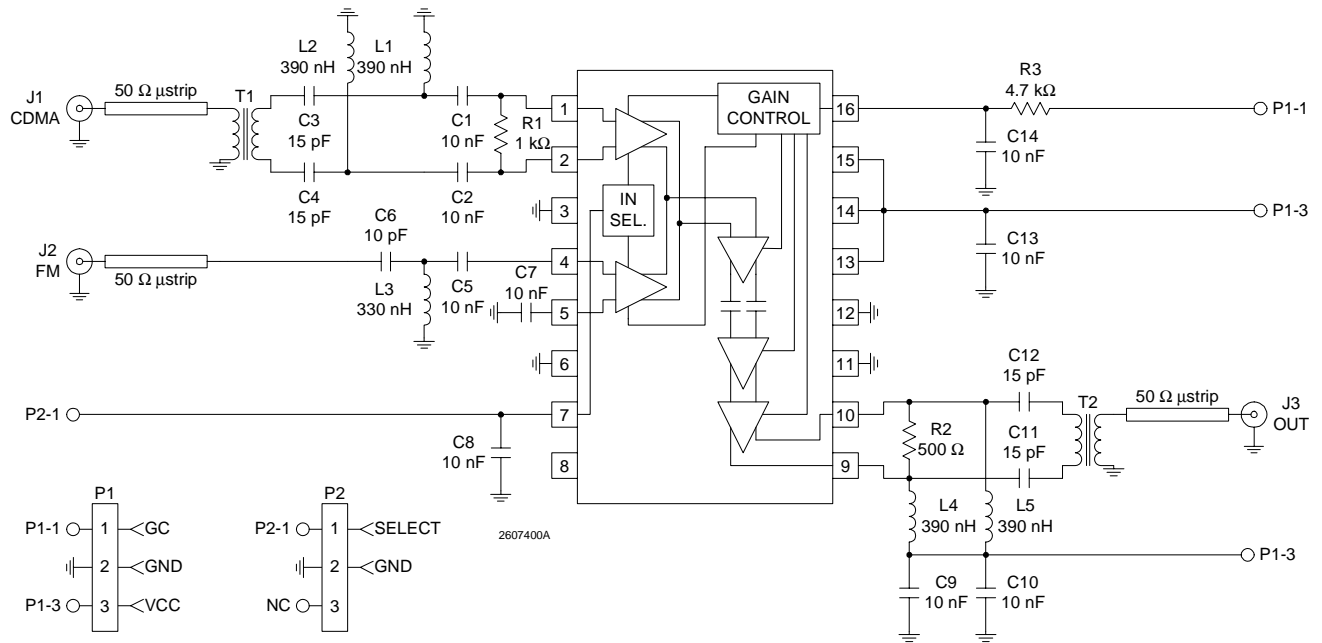 L2
390 nH
L1
390 nH
J1
CDMA
50 Ω μstrip
T1
C3
15 pF
C1
10 nF
R1
1 kΩ
C4
15 pF
C2
10 nF
J2
FM
50 Ω μstrip
C6
10 pF
L3
330 nH
C5
10 nF
C7
10 nF
P2-1
C8
10 nF
1
2
3
4
5
6
7
8
IN
SEL.
GAIN
CONTROL
16
15
14
13
12
11
10
9
R3
4.7 kΩ
P1-1
C14
10 nF
P1-3
C13
10 nF
C12
15 pF
T2
50 Ω μstrip
J3
OUT
R2
500 Ω
C11
15 pF
L4
390 nH
L5
390 nH
P1-3
C9
10 nF
C10
10 nF
P1
P1-1 1 GC
2 GND
P1-3 3 VCC
P2
P2-1 1 SELECT
2 GND
NC 3
2607400A